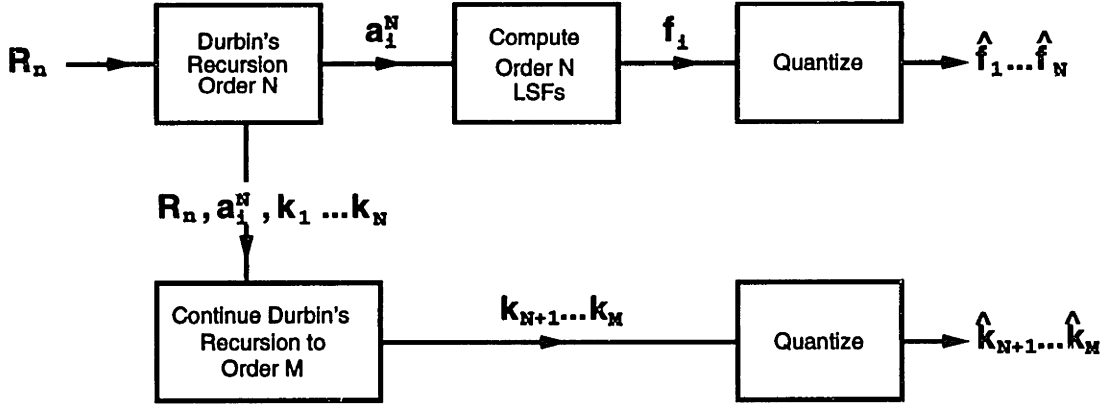 R_n
Durbin's
Recursion
Order N
a_i^N
Compute
Order N
LSFs
f_i
Quantize
f̂_1...f̂_N
R_n, a_i^N, k_1 ...k_N
Continue Durbin's
Recursion to
Order M
k_N+1...k_M
Quantize
k̂_N+1...k̂_M